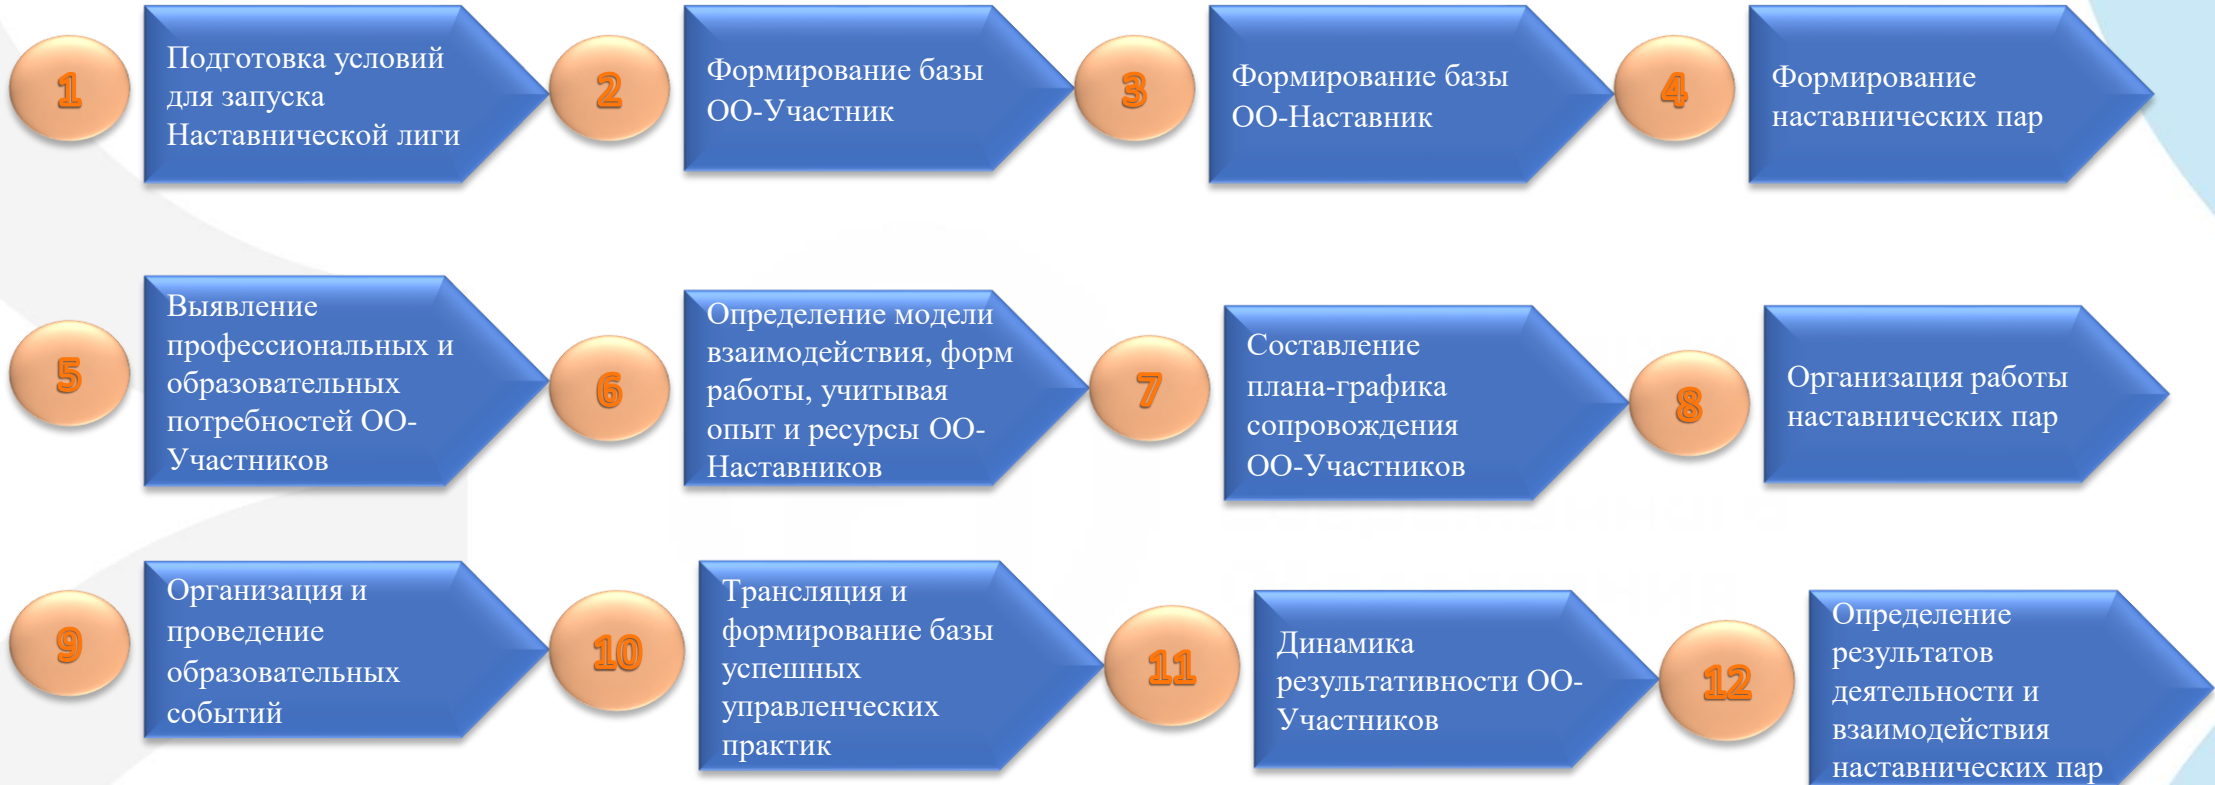 1
Подготовка условий
для запуска
Наставнической лиги
2
Формирование базы
ОО-Участник
3
Формирование базы
ОО-Наставник
4
Формирование
наставнических пар
5
Выявление
профессиональных и
образовательных
потребностей ОО-
Участников
6
Определение модели
взаимодействия, форм
работы, учитывая
опыт и ресурсы ОО-
Наставников
7
Составление
плана-графика
сопровождения
ОО-Участников
8
Организация работы
наставнических пар
9
Организация и
проведение
образовательных
событий
10
Трансляция и
формирование базы
успешных
управленческих
практик
11
Динамика
результативности ОО-
Участников
12
Определение
результатов
деятельности и
взаимодействия
наставнических пар